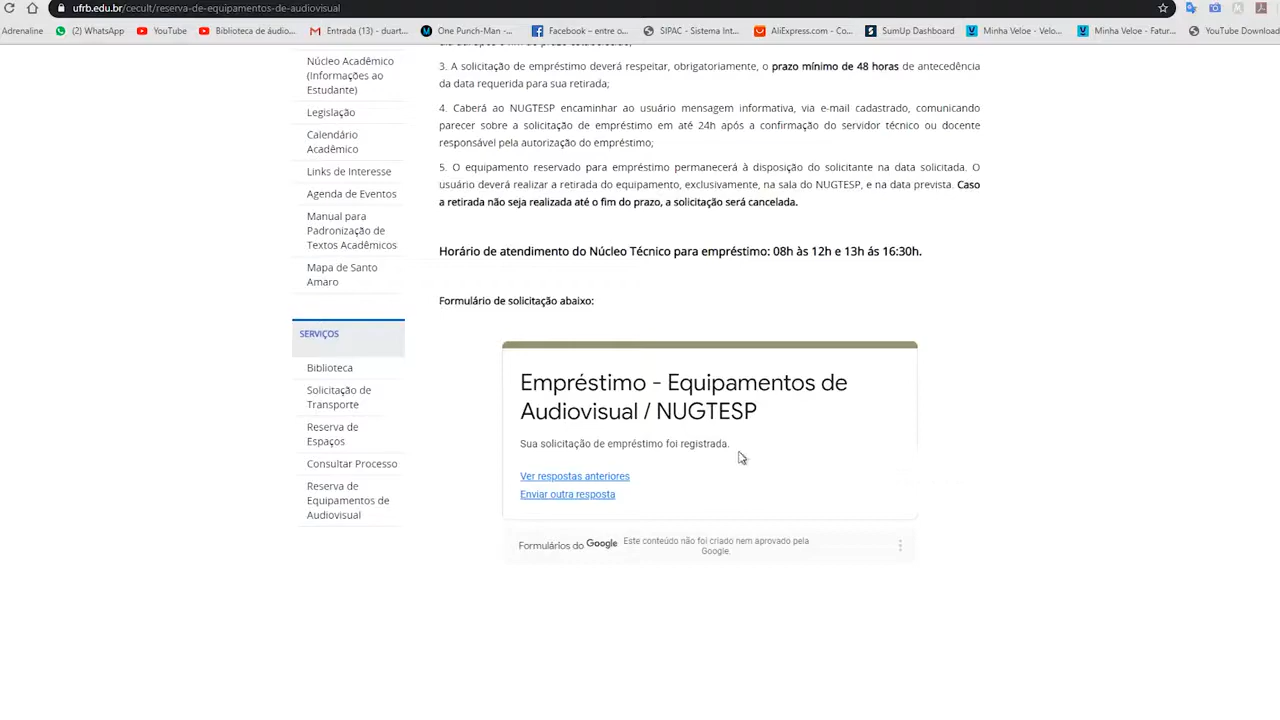 ufrb.edu.br/cecult/reserva-de-equipamentos-de-audiovisual
Adrenaline
(2) WhatsApp
YouTube
Biblioteca de áudio...
Entrada (13) - duart...
One Punch-Man -...
Facebook – entre o...
SIPAC - Sistema Int...
AliExpress.com - Co...
SumUp Dashboard
Minha Veloe - Velo...
Minha Veloe - Fatur...
YouTube Download
Núcleo Acadêmico
(Informações ao
Estudante)
Legislação
Calendário
Acadêmico
Links de Interesse
Agenda de Eventos
Manual para
Padronização de
Textos Acadêmicos
Mapa de Santo
Amaro
SERVIÇOS
Biblioteca
Solicitação de
Transporte
Reserva de
Espaços
Consultar Processo
Reserva de
Equipamentos de
Audiovisual
3. A solicitação de empréstimo deverá respeitar, obrigatoriamente, o prazo mínimo de 48 horas de antecedência
da data requerida para sua retirada;
4. Caberá ao NUGTESP encaminhar ao usuário mensagem informativa, via e-mail cadastrado, comunicando
parecer sobre a solicitação de empréstimo em até 24h após a confirmação do servidor técnico ou docente
responsável pela autorização do empréstimo;
5. O equipamento reservado para empréstimo permanecerá à disposição do solicitante na data solicitada. O
usuário deverá realizar a retirada do equipamento, exclusivamente, na sala do NUGTESP, e na data prevista. Caso
a retirada não seja realizada até o fim do prazo, a solicitação será cancelada.
Horário de atendimento do Núcleo Técnico para empréstimo: 08h às 12h e 13h ás 16:30h.
Formulário de solicitação abaixo:
Empréstimo - Equipamentos de
Audiovisual / NUGTESP
Sua solicitação de empréstimo foi registrada.
Ver respostas anteriores
Enviar outra resposta
Formulários do Google
Este conteúdo não foi criado nem aprovado pela
Google.